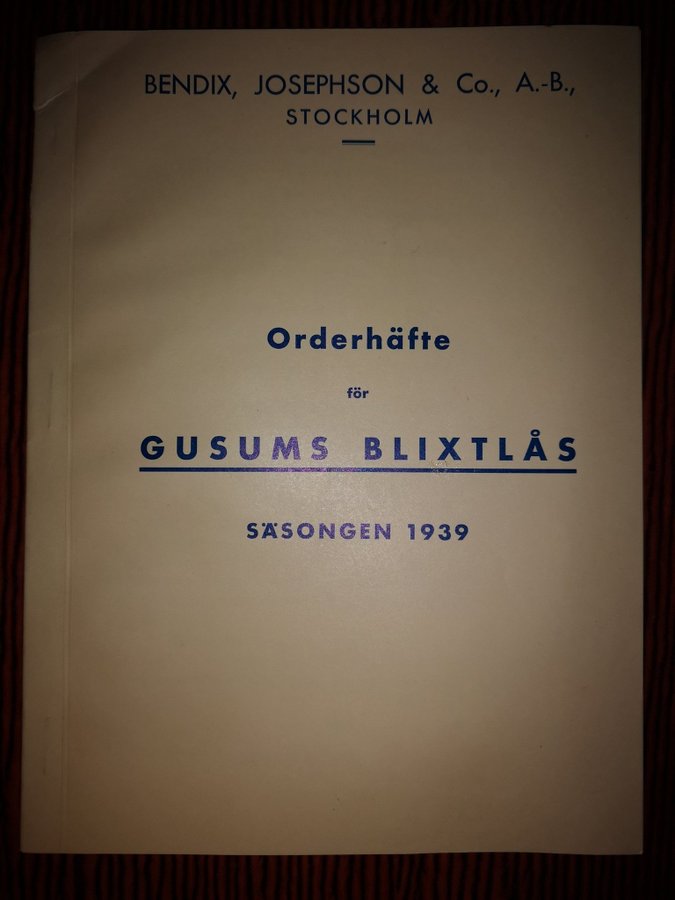 BENDIX, JOSEPHSON & Co., A.-B.,
STOCKHOLM
Orderhäfte
för
GUSUMS BLIXTLÅS
SÄSONGEN 1939